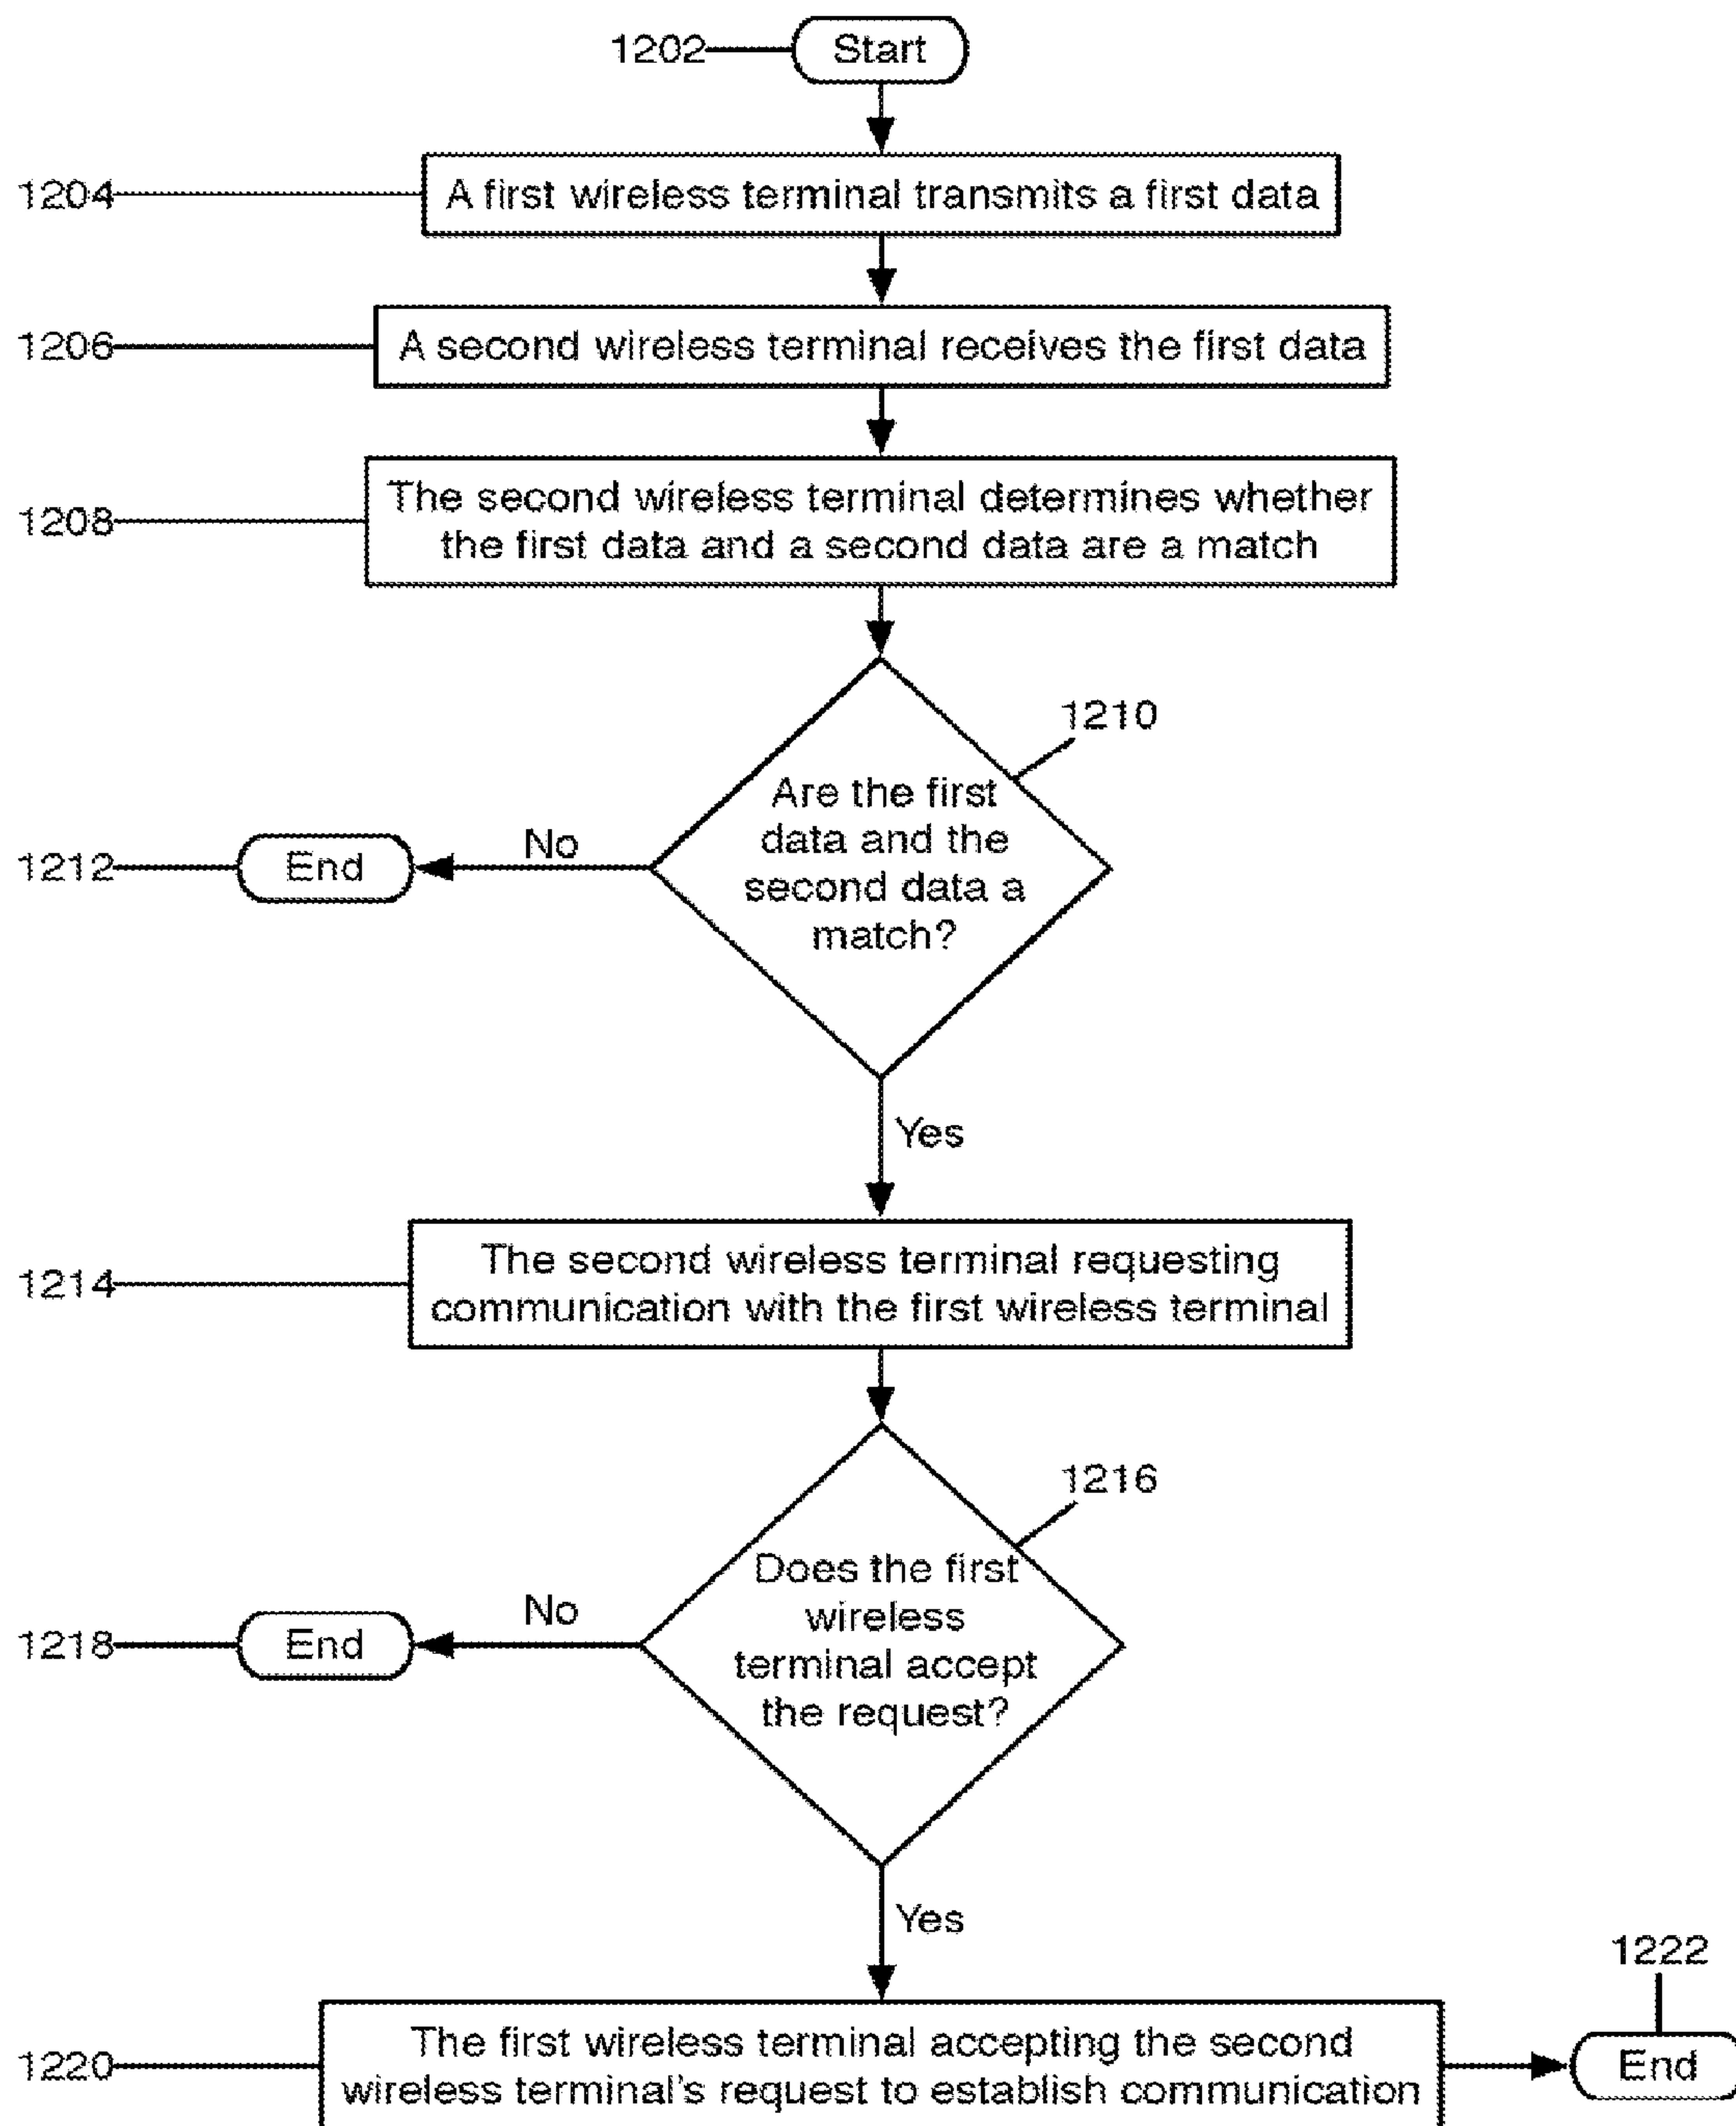 1202
Start
1204
A first wireless terminal transmits a first data
1206
A second wireless terminal receives the first data
1208
The second wireless terminal determines whether
the first data and a second data are a match
1210
Are the first
data and the
second data a
match?
1212
End
No
Yes
1214
The second wireless terminal requesting
communication with the first wireless terminal
1216
Does the first
wireless
terminal accept
the request?
1218
End
No
Yes
1222
1220
The first wireless terminal accepting the second
wireless terminal's request to establish communication
End